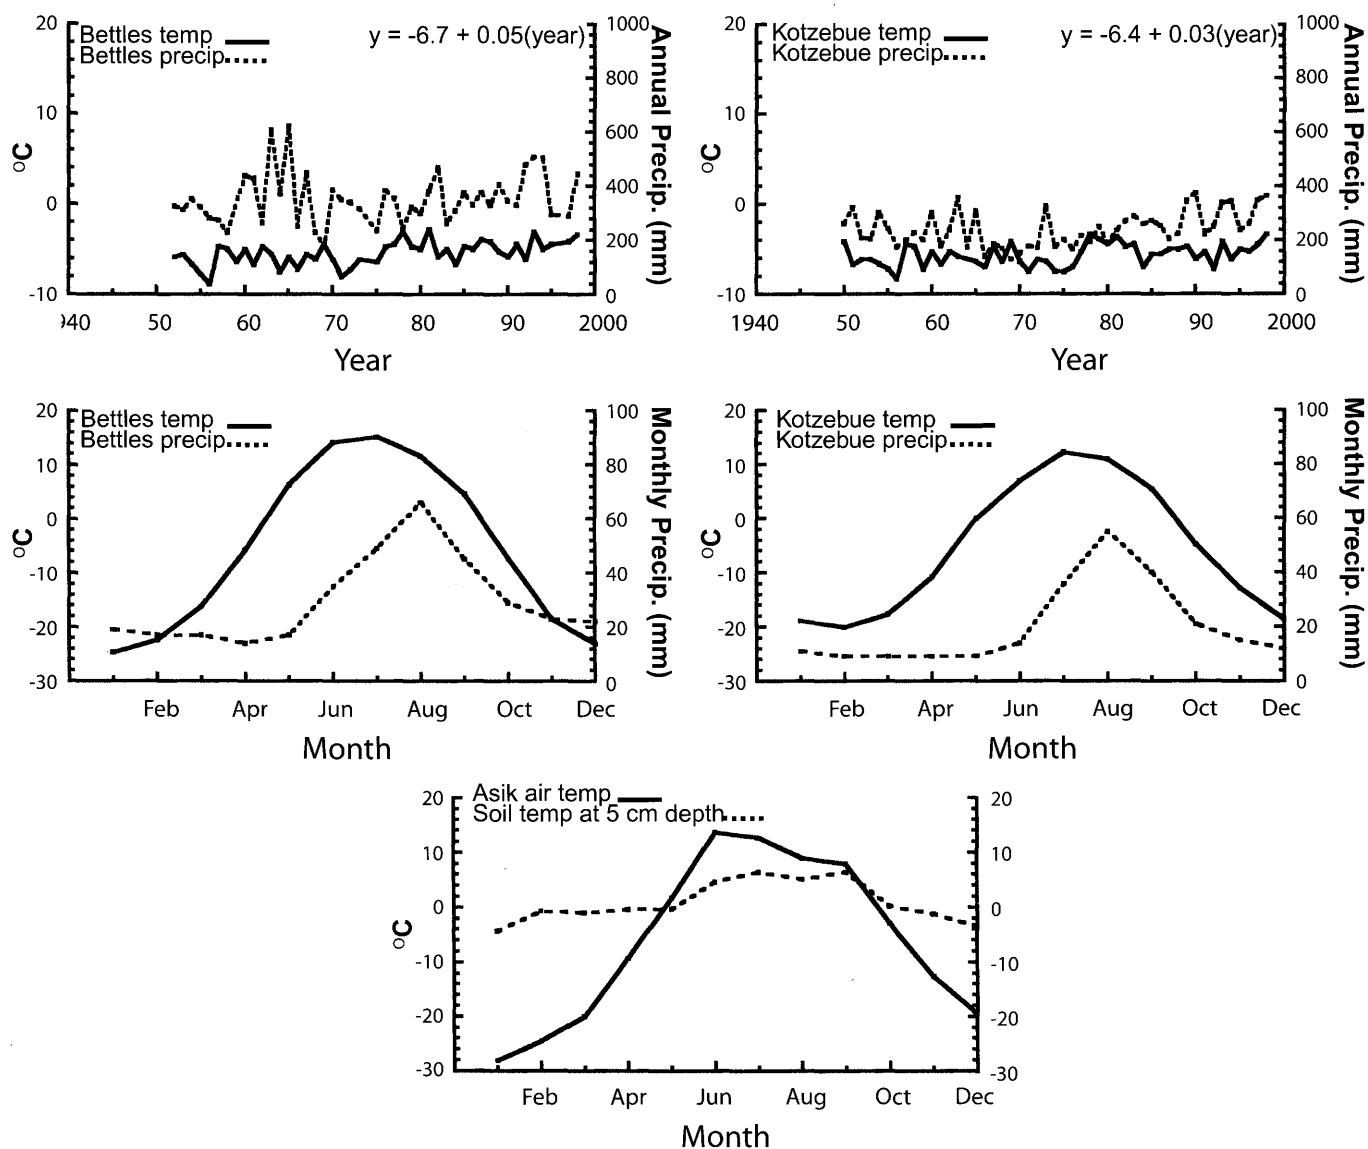 Bettles temp
Bettles precip
y = -6.7 + 0.05(year)
20
10
0
-10
°C
1000
800
600
400
200
0
Annual Precip. (mm)
940
50
60
70
80
90
2000
Year
Kotzebue temp
Kotzebue precip
y = -6.4 + 0.03(year)
20
10
0
-10
°C
1000
800
600
400
200
0
Annual Precip. (mm)
1940
50
60
70
80
90
2000
Year
Bettles temp
Bettles precip
20
10
0
-10
-20
-30
°C
100
80
60
40
20
0
Monthly Precip. (mm)
Feb
Apr
Jun
Aug
Oct
Dec
Month
Kotzebue temp
Kotzebue precip
20
10
0
-10
-20
-30
°C
100
80
60
40
20
0
Monthly Precip. (mm)
Feb
Apr
Jun
Aug
Oct
Dec
Month
Asik air temp
Soil temp at 5 cm depth
20
10
0
-10
-20
-30
°C
20
10
0
-10
-20
-30
Feb
Apr
Jun
Aug
Oct
Dec
Month